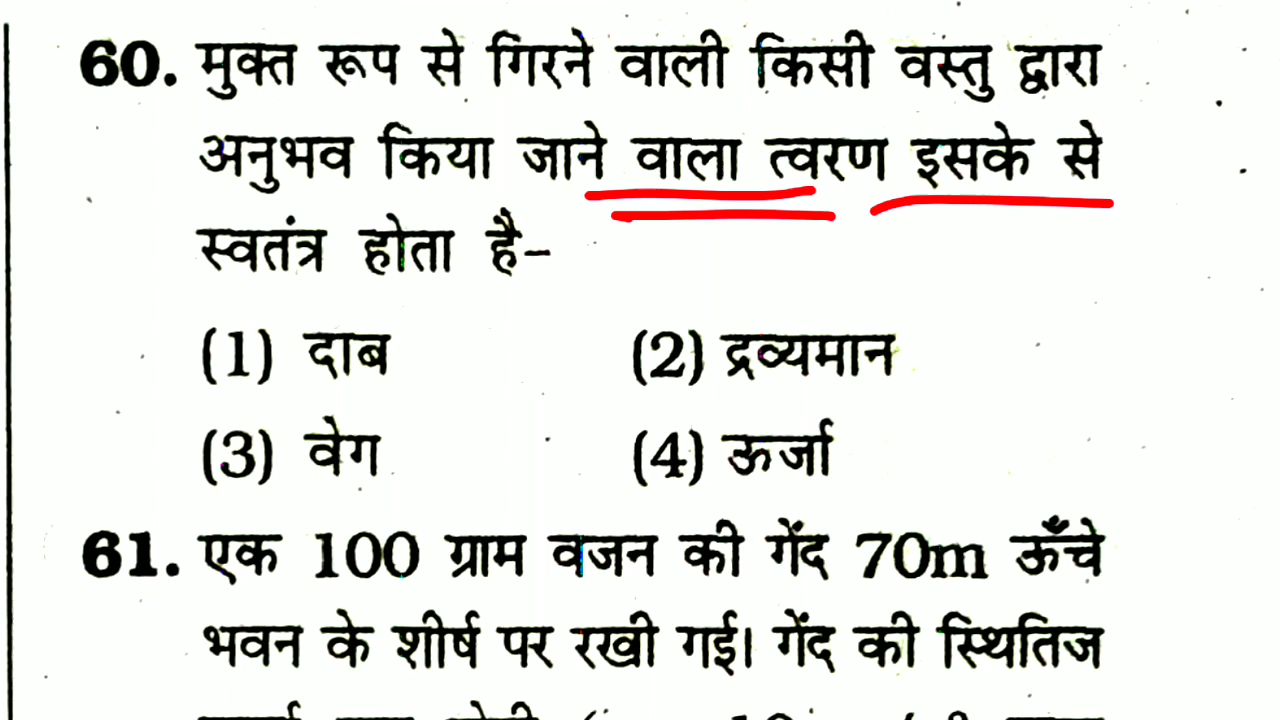 60. मुक्त रूप से गिरने वाली किसी वस्तु द्वारा
अनुभव किया जाने वाला त्वरण इसके से
स्वतंत्र होता है–
(1) दाब (2) द्रव्यमान
(3) वेग (4) ऊर्जा
61. एक 100 ग्राम वजन की गेंद 70m ऊँचे
भवन के शीर्ष पर रखी गई। गेंद की स्थितिज